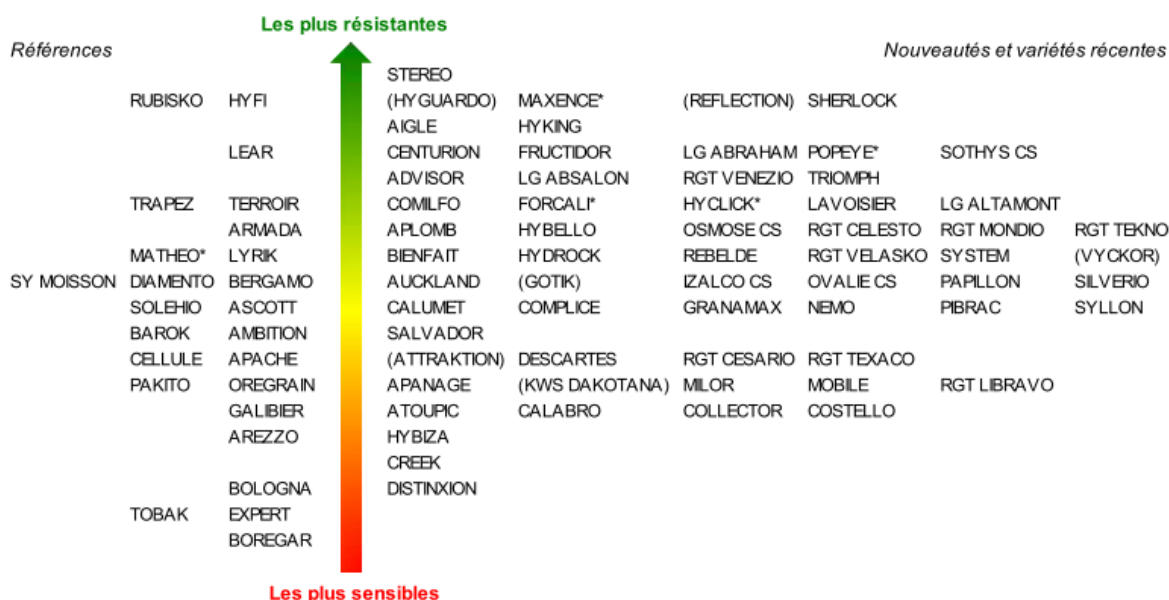 Les plus résistantes
Références Nouveautés et variétés récentes
STEREO
RUBISKO HYFI (HYGUARDO) MAXENCE* (REFLECTION) SHERLOCK
AIGLE HYKING
LEAR CENTURION FRUCTIDOR LG ABRAHAM POPEYE* SOTHYS CS
ADVISOR LG ABSALON RGT VENEZIO TRIOMPH
TRAPEZ TERROIR COMILFO FORCALI* HYCLICK* LAVOISIER LG ALTAMONT
ARMADA APLOMB HYBELLO OSMOSE CS RGT CELESTO RGT MONDIO RGT TEKNO
MATHEO* LYRIK BIENFAIT HYDROCK REBELDE RGT VELASKO SYSTEM (VYCKOR)
SY MOISSON DIAMENTO BERGAMO AUCKLAND (GOTIK) IZALCO CS OVALIE CS PAPILLON SILVERIO
SOLEHIO ASCOTT CALUMET COMPLICE GRANAMAX NEMO PIBRAC SYLLON
BAROK AMBITION SALVADOR
CELLULE APACHE (ATTRAKTION) DESCARTES RGT CESARIO RGT TEXACO
PAKITO OREGRAIN APANAGE (KWS DAKOTANA) MILOR MOBILE RGT LIBRAVO
GALIBIER ATOUPIC CALABRO COLLECTOR COSTELLO
AREZZO HYBIZA
CREEK
BOLOGNA DISTINXION
TOBAK EXPERT
BOREGAR
Les plus sensibles